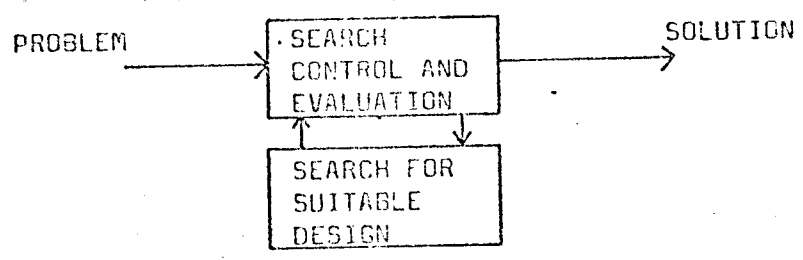 PROBLEM
SEARCH
CONTROL AND
EVALUATION
SOLUTION
SEARCH FOR
SUITABLE
DESIGN